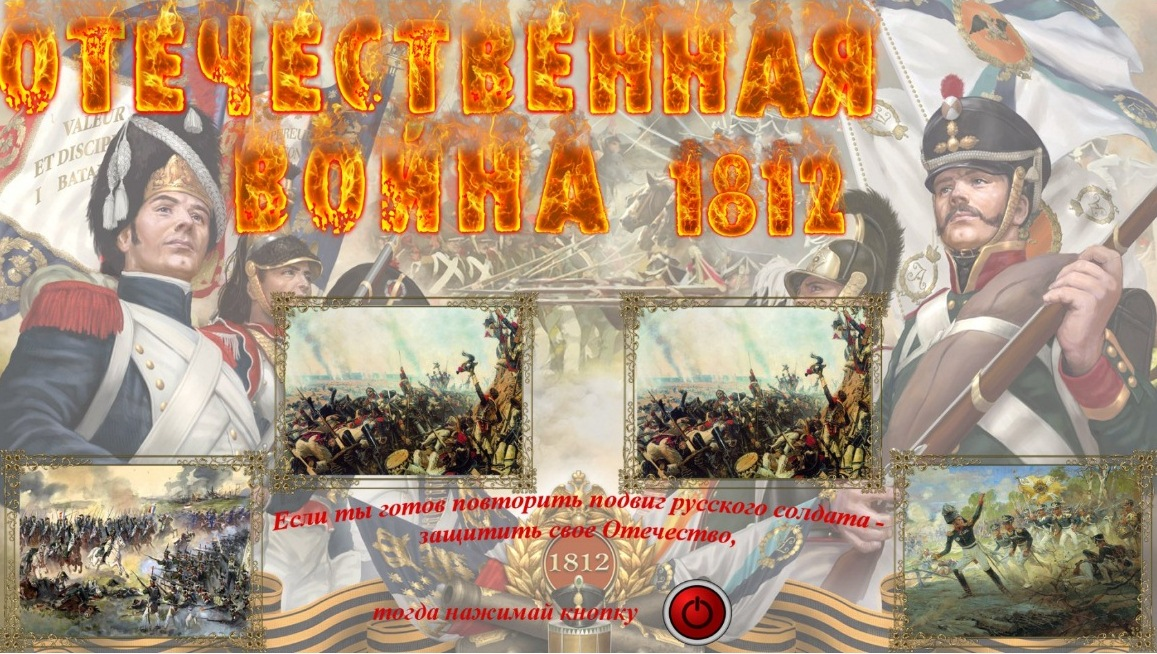 ОТЕЧЕСТВЕННАЯ
ВОЙНА 1812
VALEUR
ET DISCIP
BATA
I
Если ты готов повторить подвиг русского солдата -
защитить свое Отечество,
1812
тогда нажимай кнопку